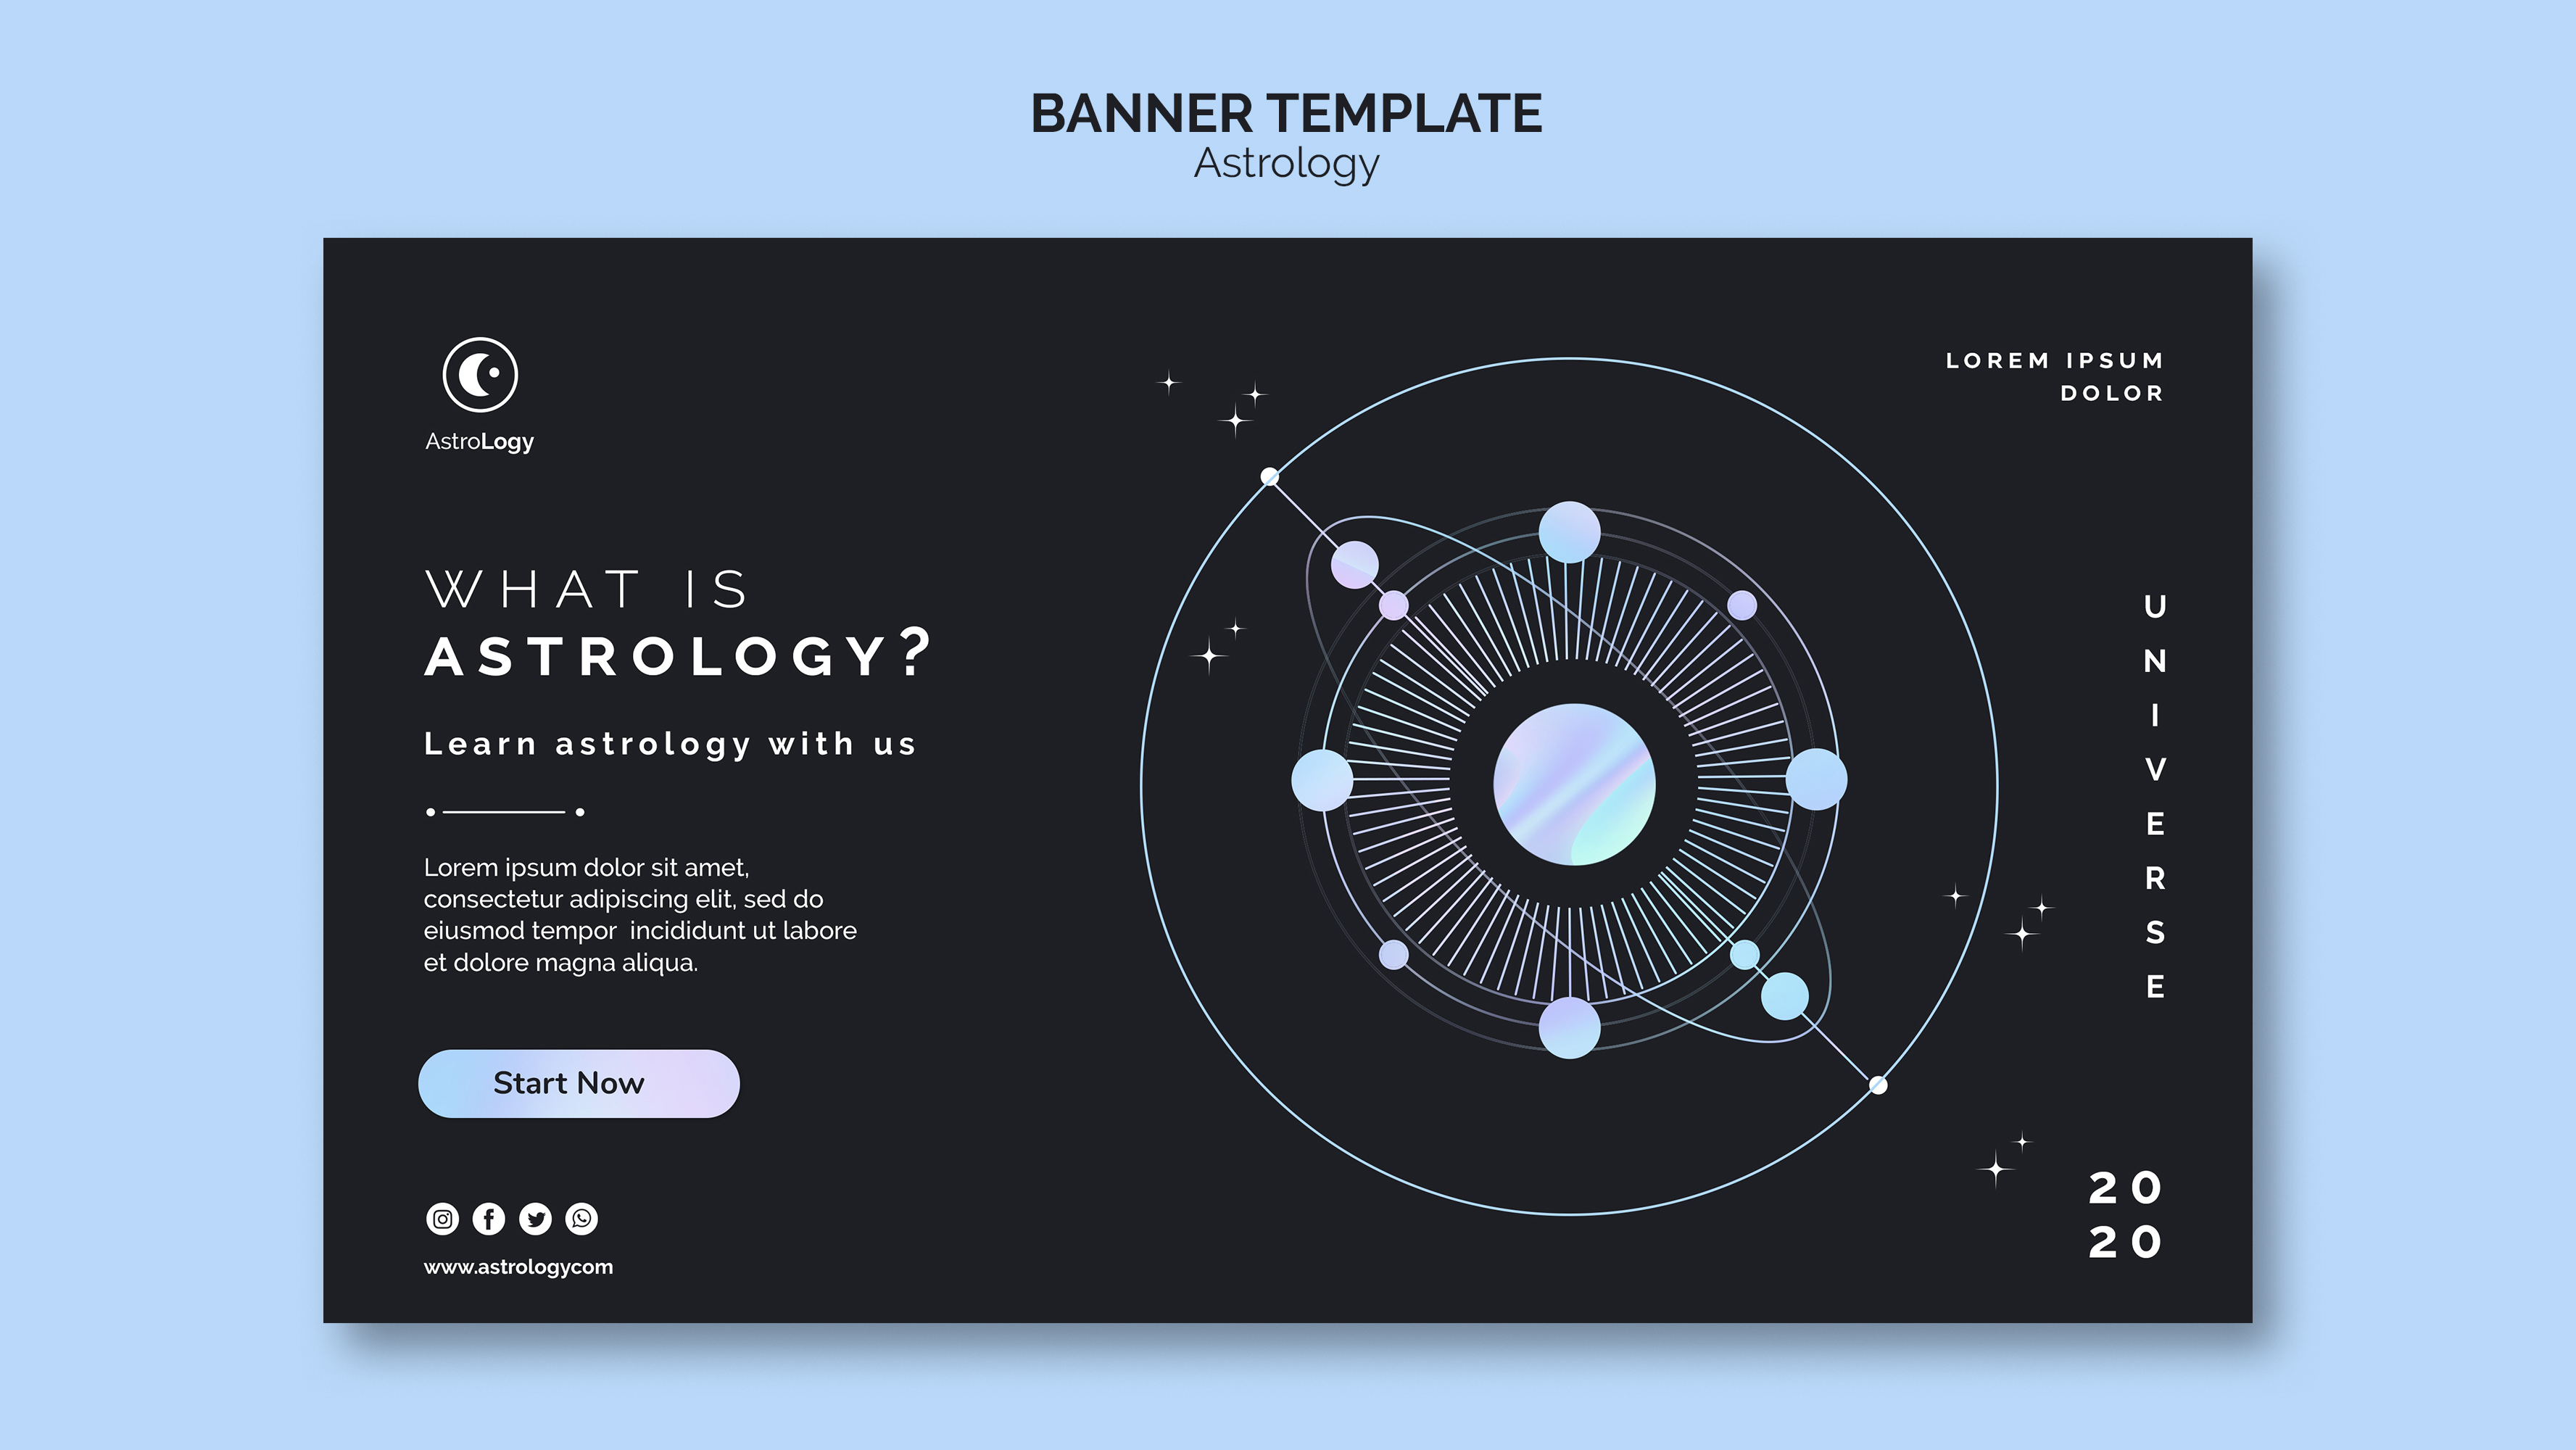 BANNER TEMPLATE
Astrology
AstroLogy
LOREM IPSUM
DOLOR
WHAT IS
ASTROLOGY?
Learn astrology with us
Lorem ipsum dolor sit amet,
consectetur adipiscing elit, sed do
eiusmod tempor  incididunt ut labore
et dolore magna aliqua.
Start Now
www.astrologycom
UNIVERSE
20
20